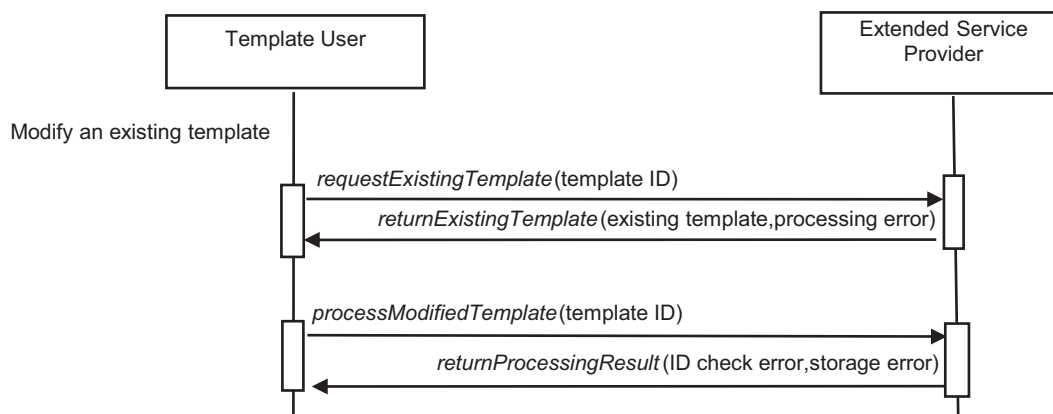 Template User
Extended Service
Provider
Modify an existing template
requestExistingTemplate(template ID)
returnExistingTemplate(existing template,processing error)
processModifiedTemplate(template ID)
returnProcessingResult(ID check error,storage error)